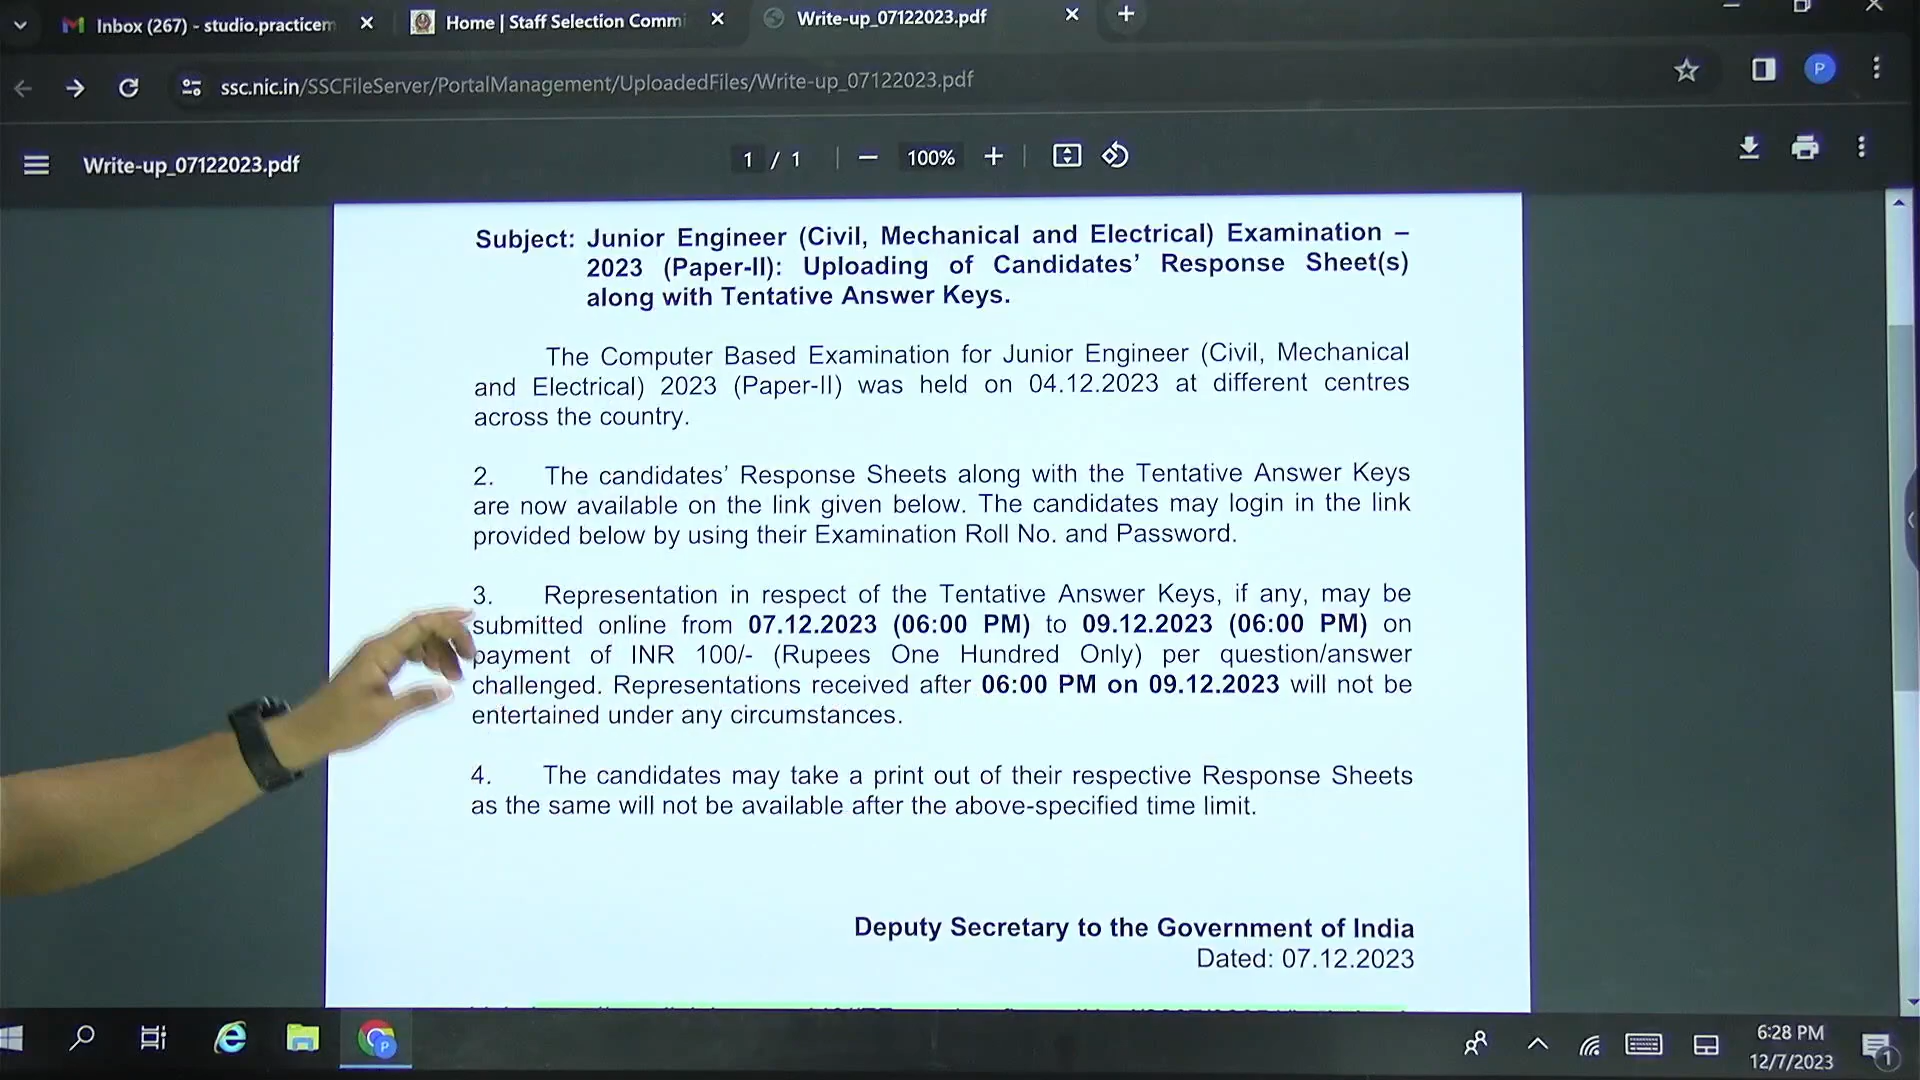 Inbox (267) - studio.practicem
Home | Staff Selection Comm
Write-up_07122023.pdf
ssc.nic.in/SSCFileServer/PortalManagement/UploadedFiles/Write-up_07122023.pdf
P
Write-up_07122023.pdf
1 / 1
100%
Subject: Junior Engineer (Civil, Mechanical and Electrical) Examination –
2023 (Paper-II): Uploading of Candidates’ Response Sheet(s)
along with Tentative Answer Keys.
The Computer Based Examination for Junior Engineer (Civil, Mechanical
and Electrical) 2023 (Paper-II) was held on 04.12.2023 at different centres
across the country.
2. The candidates’ Response Sheets along with the Tentative Answer Keys
are now available on the link given below. The candidates may login in the link
provided below by using their Examination Roll No. and Password.
3. Representation in respect of the Tentative Answer Keys, if any, may be
submitted online from 07.12.2023 (06:00 PM) to 09.12.2023 (06:00 PM) on
payment of INR 100/- (Rupees One Hundred Only) per question/answer
challenged. Representations received after 06:00 PM on 09.12.2023 will not be
entertained under any circumstances.
4. The candidates may take a print out of their respective Response Sheets
as the same will not be available after the above-specified time limit.
Deputy Secretary to the Government of India
Dated: 07.12.2023
P
6:28 PM
12/7/2023
1